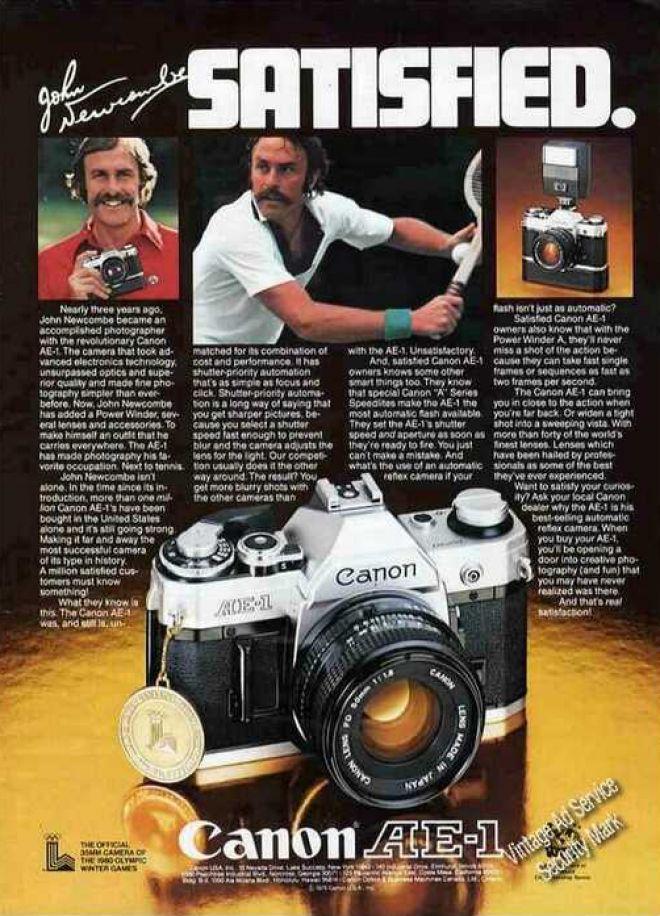 John Newcombe
SATISFIED.
Nearly three years ago,
John Newcombe became an
accomplished photographer
with the revolutionary Canon
AE-1. The camera that took ad-
vanced electronics technology,
unsurpassed optics and supe-
rior quality and made fine pho-
tography simpler than ever-
before. Now, John Newcombe
has added a Power Winder, sev-
eral lenses and accessories. To
make himself an outfit that he
carries everywhere. The AE-1
has made photography his fa-
vorite occupation. Next to tennis.
John Newcombe isn't
alone. In the time since its in-
troduction, more than one mil-
lion Canon AE-1's have been
bought in the United States
alone and it's still going strong.
Making it far and away the
most successful camera
of its type in history.
A million satisfied cus-
tomers must know
something!
What they know is
this. The Canon AE-1
was, and still is, un-
matched for its combination of
cost and performance. It has
shutter-priority automation
that's as simple as focus and
click. Shutter-priority automa-
tion is a long way of saying that
you get sharper pictures, be-
cause you select a shutter
speed fast enough to prevent
blur and the camera adjusts the
lens for the light. Our competi-
tion usually does it the other
way around. The result? You
get more blurry shots with
the other cameras than
with the AE-1. Unsatisfactory.
And, satisfied Canon AE-1
owners knows some other
smart things too. They know
that special Canon "A" Series
Speedlites make the AE-1 the
most automatic flash available.
They set the AE-1's shutter
speed and aperture as soon as
they're ready to fire. You just
can't make a mistake. And
what's the use of an automatic
reflex camera if your
flash isn't just as automatic?
Satisfied Canon AE-1
owners also know that with the
Power Winder A, they'll never
miss a shot of the action be-
cause they can take fast single
frames or sequences as fast as
two frames per second.
The Canon AE-1 can bring
you in close to the action when
you're far back. Or widen a tight
shot into a sweeping vista. With
more than forty of the world's
finest lenses. Lenses which
have been hailed by profes-
sionals as some of the best
they've ever experienced.
Want to satisfy your curios-
ity? Ask your local Canon
dealer why the AE-1 is his
best-selling automatic
reflex camera. When
you buy your AE-1,
you'll be opening a
door into creative pho-
tography (and fun) that
you may have never
realized was there.
And that's real
satisfaction!
Canon
AE-1
CANON LENS FD 50mm 1:1.8
CANON LENS MADE IN JAPAN
THE OFFICIAL
35MM CAMERA OF
THE 1980 OLYMPIC
WINTER GAMES
Canon AE-1
Vintage Ad Service
Security Mark